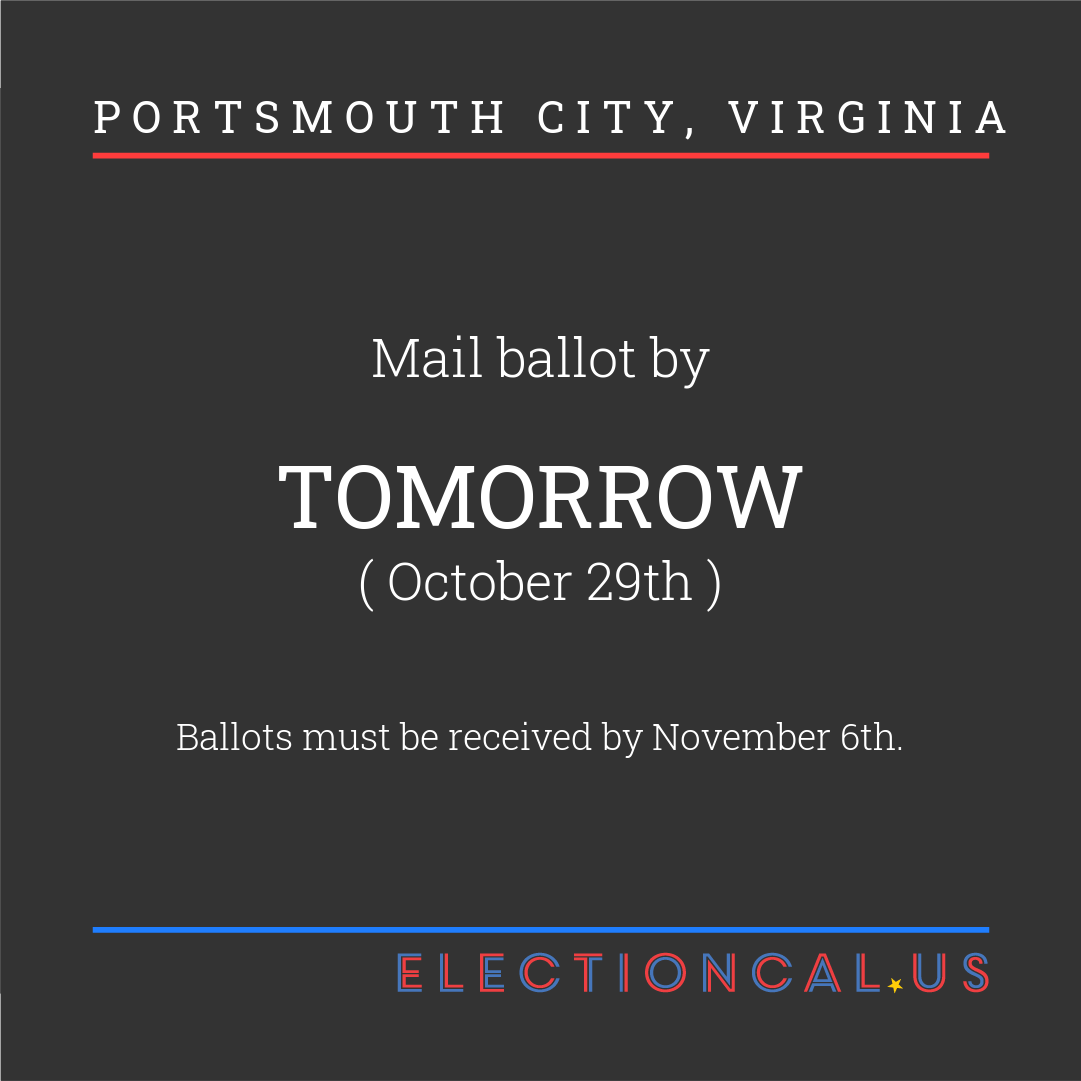 PORTSMOUTH CITY, VIRGINIA
Mail ballot by
TOMORROW
( October 29th )
Ballots must be received by November 6th.
ELECTIONCAL.US